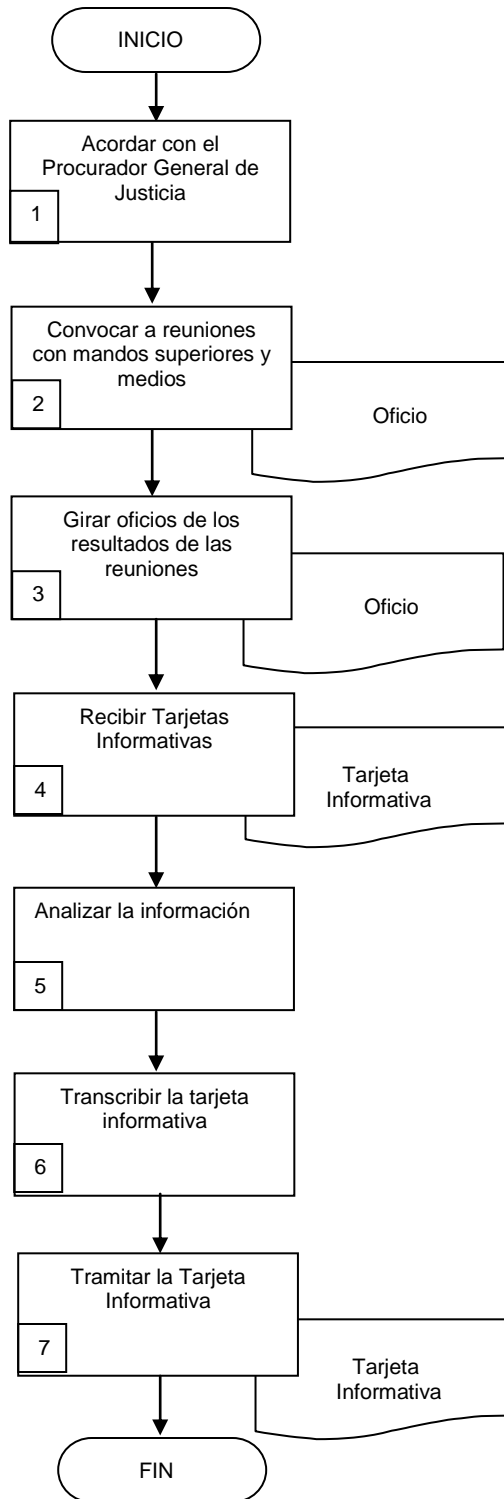 INICIO
Acordar con el
Procurador General de
Justicia
1
Convocar a reuniones
con mandos superiores y
medios
2
Oficio
Girar oficios de los
resultados de las
reuniones
3
Oficio
Recibir Tarjetas
Informativas
4
Tarjeta
Informativa
Analizar la información
5
Transcribir la tarjeta
informativa
6
Tramitar la Tarjeta
Informativa
7
Tarjeta
Informativa
FIN